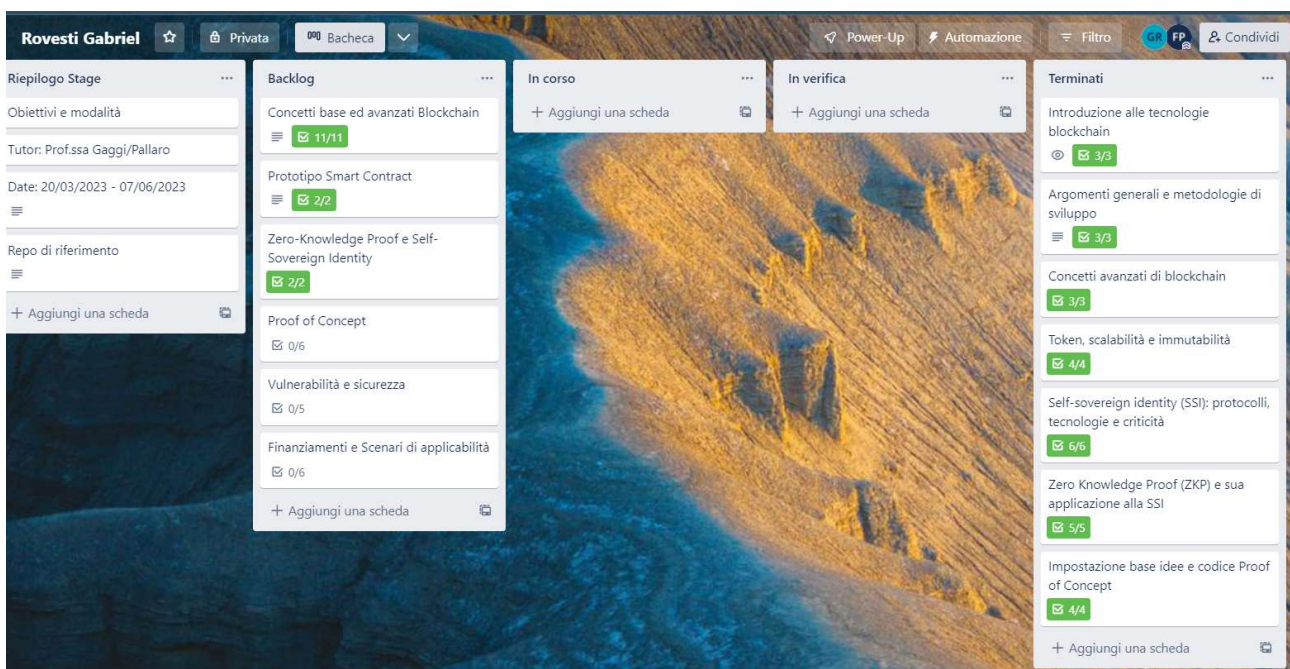 Rovesti Gabriel
Privata
Bacheca
Power-Up
Automazione
Filtro
GR
FP
Condividi
Riepilogo Stage
Obiettivi e modalità
Tutor: Prof.ssa Gaggi/Pallaro
Date: 20/03/2023 - 07/06/2023
Repo di riferimento
+ Aggiungi una scheda
Backlog
Concetti base ed avanzati Blockchain
11/11
Prototipo Smart Contract
2/2
Zero-Knowledge Proof e Self-
Sovereign Identity
2/2
Proof of Concept
0/6
Vulnerabilità e sicurezza
0/5
Finanziamenti e Scenari di applicabilità
0/6
+ Aggiungi una scheda
In corso
+ Aggiungi una scheda
In verifica
+ Aggiungi una scheda
Terminati
Introduzione alle tecnologie
blockchain
3/3
Argomenti generali e metodologie di
sviluppo
3/3
Concetti avanzati di blockchain
3/3
Token, scalabilità e immutabilità
4/4
Self-sovereign identity (SSI): protocolli,
tecnologie e criticità
6/6
Zero Knowledge Proof (ZKP) e sua
applicazione alla SSI
5/5
Impostazione base idee e codice Proof
of Concept
4/4
+ Aggiungi una scheda